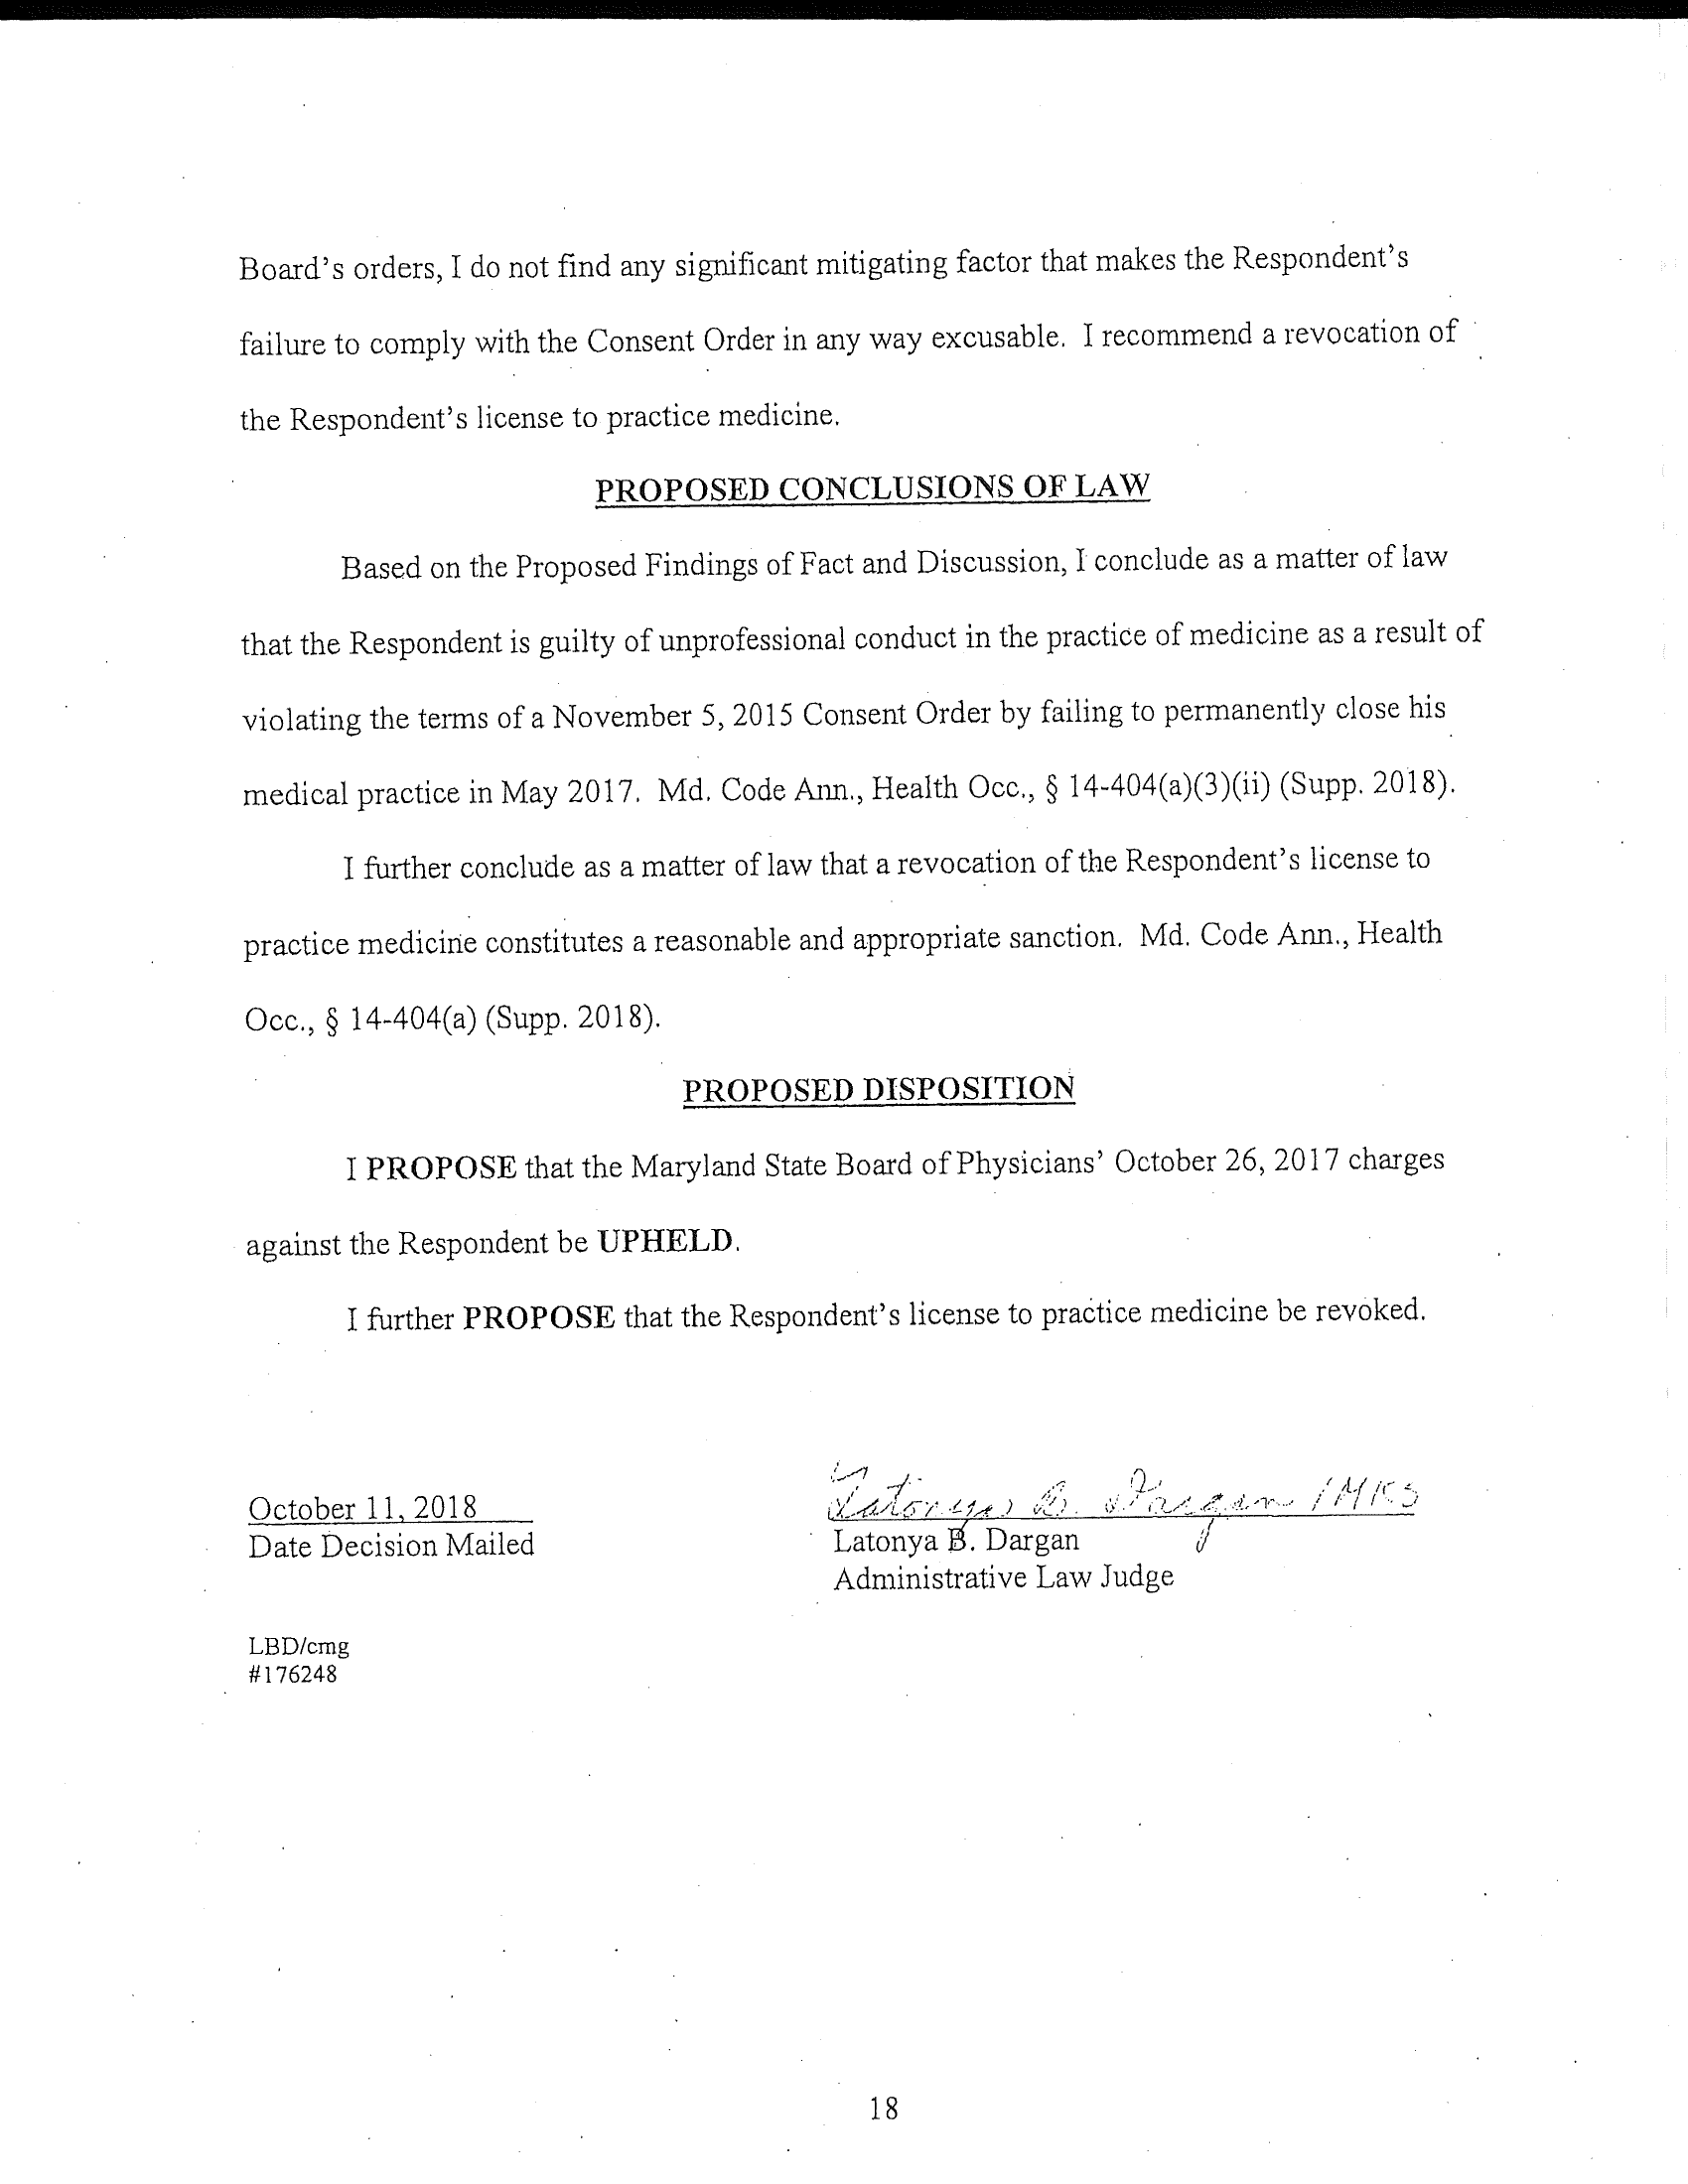 Board's orders, I do not find any significant mitigating factor that makes the Respondent's
failure to comply with the Consent Order in any way excusable. I recommend a revocation of
the Respondent's license to practice medicine.
PROPOSED CONCLUSIONS OF LAW
Based on the Proposed Findings of Fact and Discussion, I conclude as a matter of law
that the Respondent is guilty of unprofessional conduct in the practice of medicine as a result of
violating the terms of a November 5, 2015 Consent Order by failing to permanently close his
medical practice in May 2017. Md. Code Ann., Health Occ., § 14-404(a)(3)(ii) (Supp. 2018).
I further conclude as a matter of law that a revocation of the Respondent's license to
practice medicine constitutes a reasonable and appropriate sanction. Md. Code Ann., Health
Occ., § 14-404(a) (Supp. 2018).
PROPOSED DISPOSITION
I PROPOSE that the Maryland State Board of Physicians' October 26, 2017 charges
against the Respondent be UPHELD.
I further PROPOSE that the Respondent's license to practice medicine be revoked.
Latonya B. Dargan /MKS
October 11, 2018
Date Decision Mailed
Latonya B. Dargan
Administrative Law Judge
LBD/cmg
#176248
18